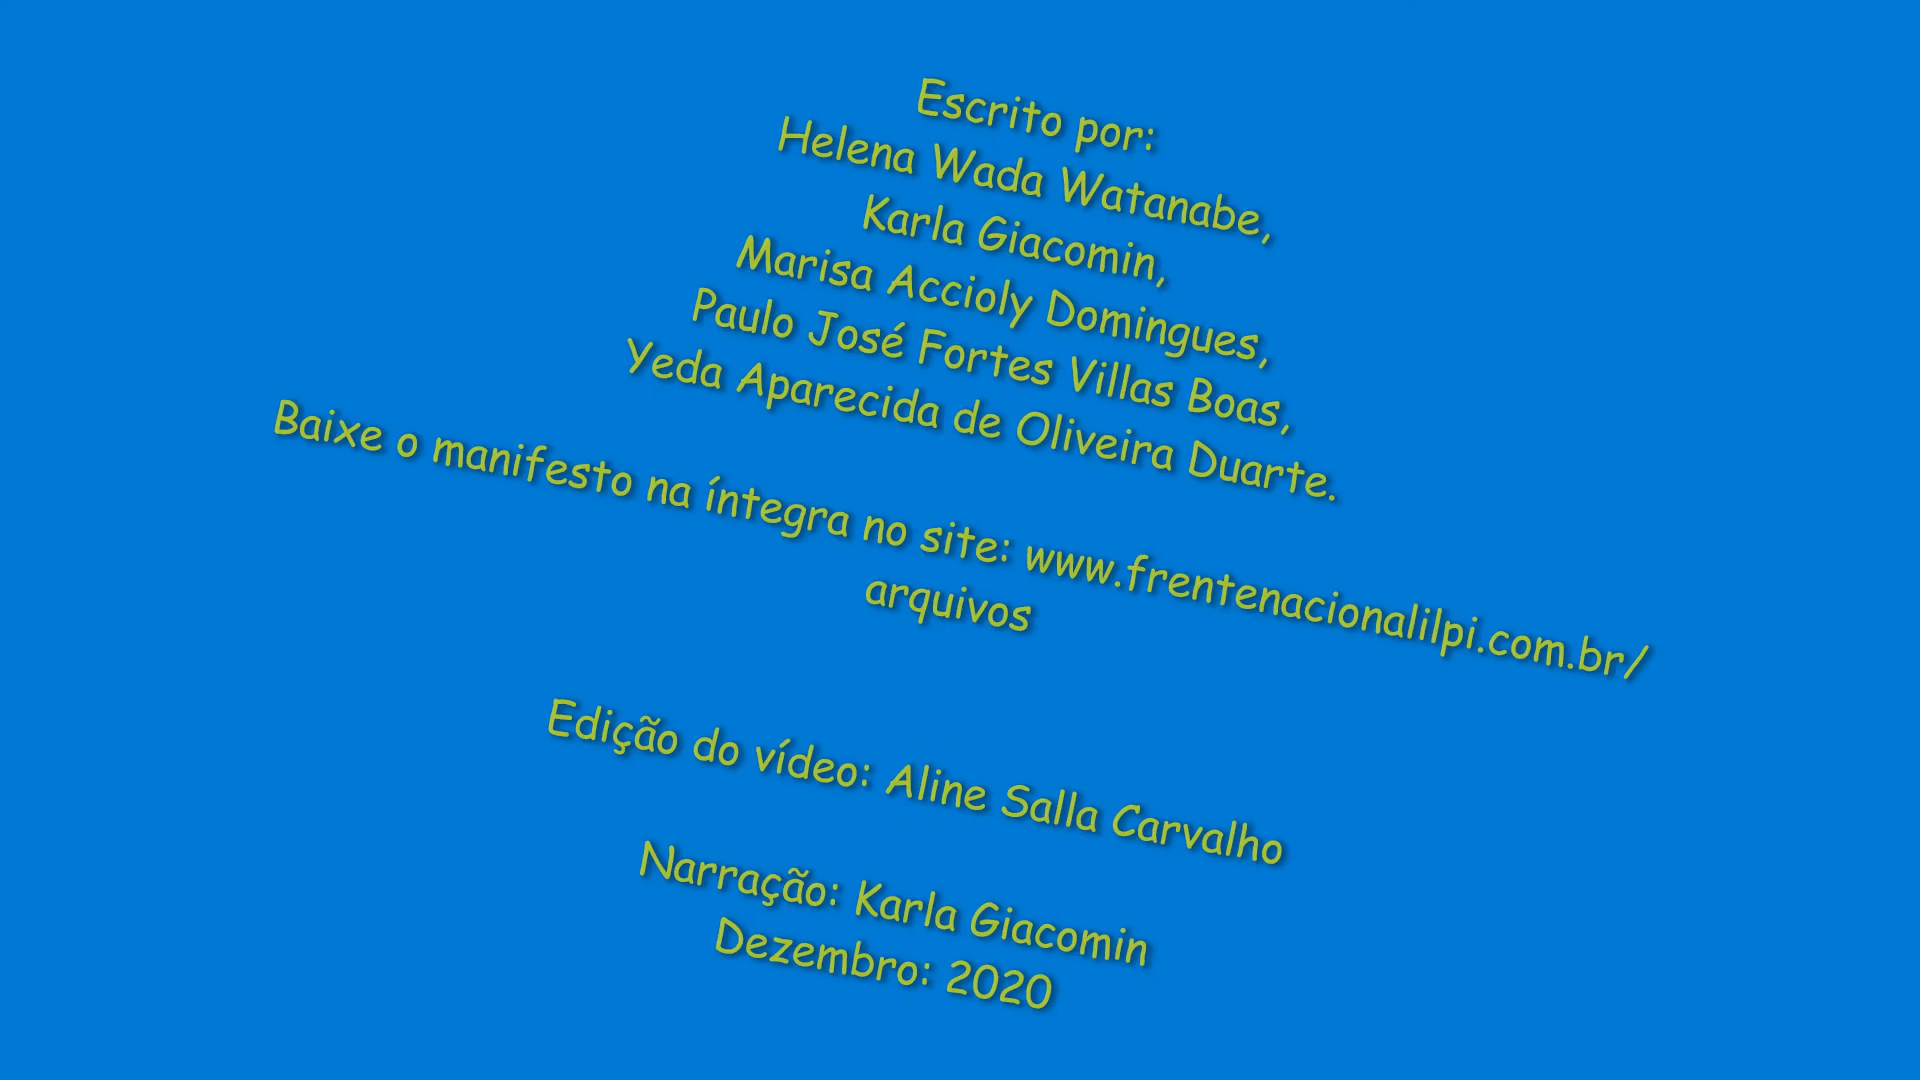 Escrito por:
Helena Wada Watanabe,
Karla Giacomin,
Marisa Accioly Domingues,
Paulo José Fortes Villas Boas,
Yeda Aparecida de Oliveira Duarte.
Baixe o manifesto na íntegra no site: www.frentenacionalilpi.com.br/
arquivos
Edição do vídeo: Aline Salla Carvalho
Narração: Karla Giacomin
Dezembro: 2020